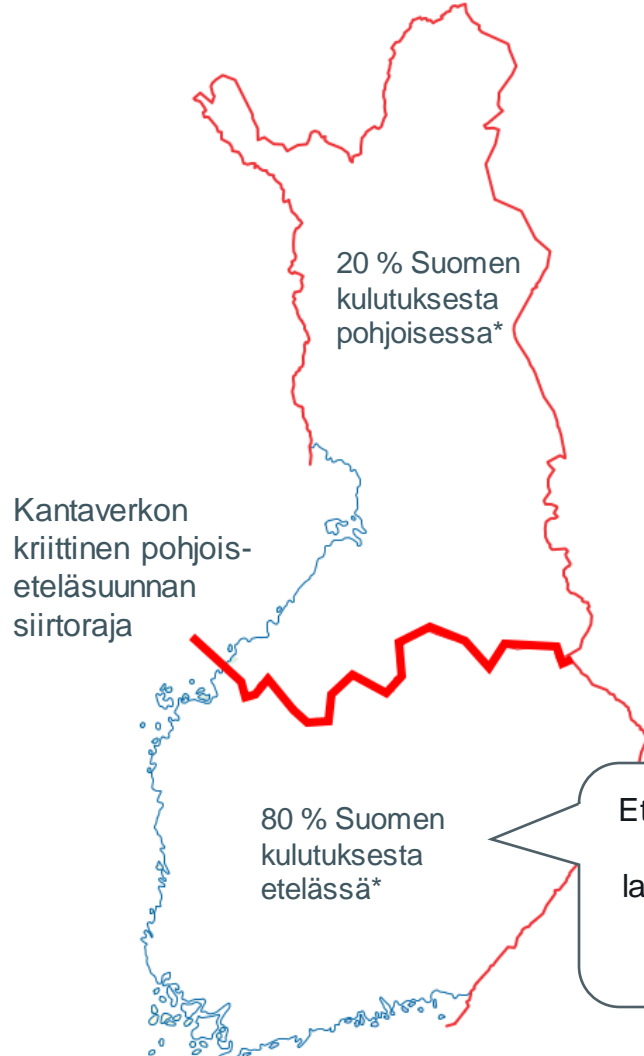 20 % Suomen
kulutuksesta
pohjoisessa*
Kantaverkon
kriittinen pohjois-
eteläsuunnan
siirtoraja
80 % Suomen
kulutuksesta
etelässä*